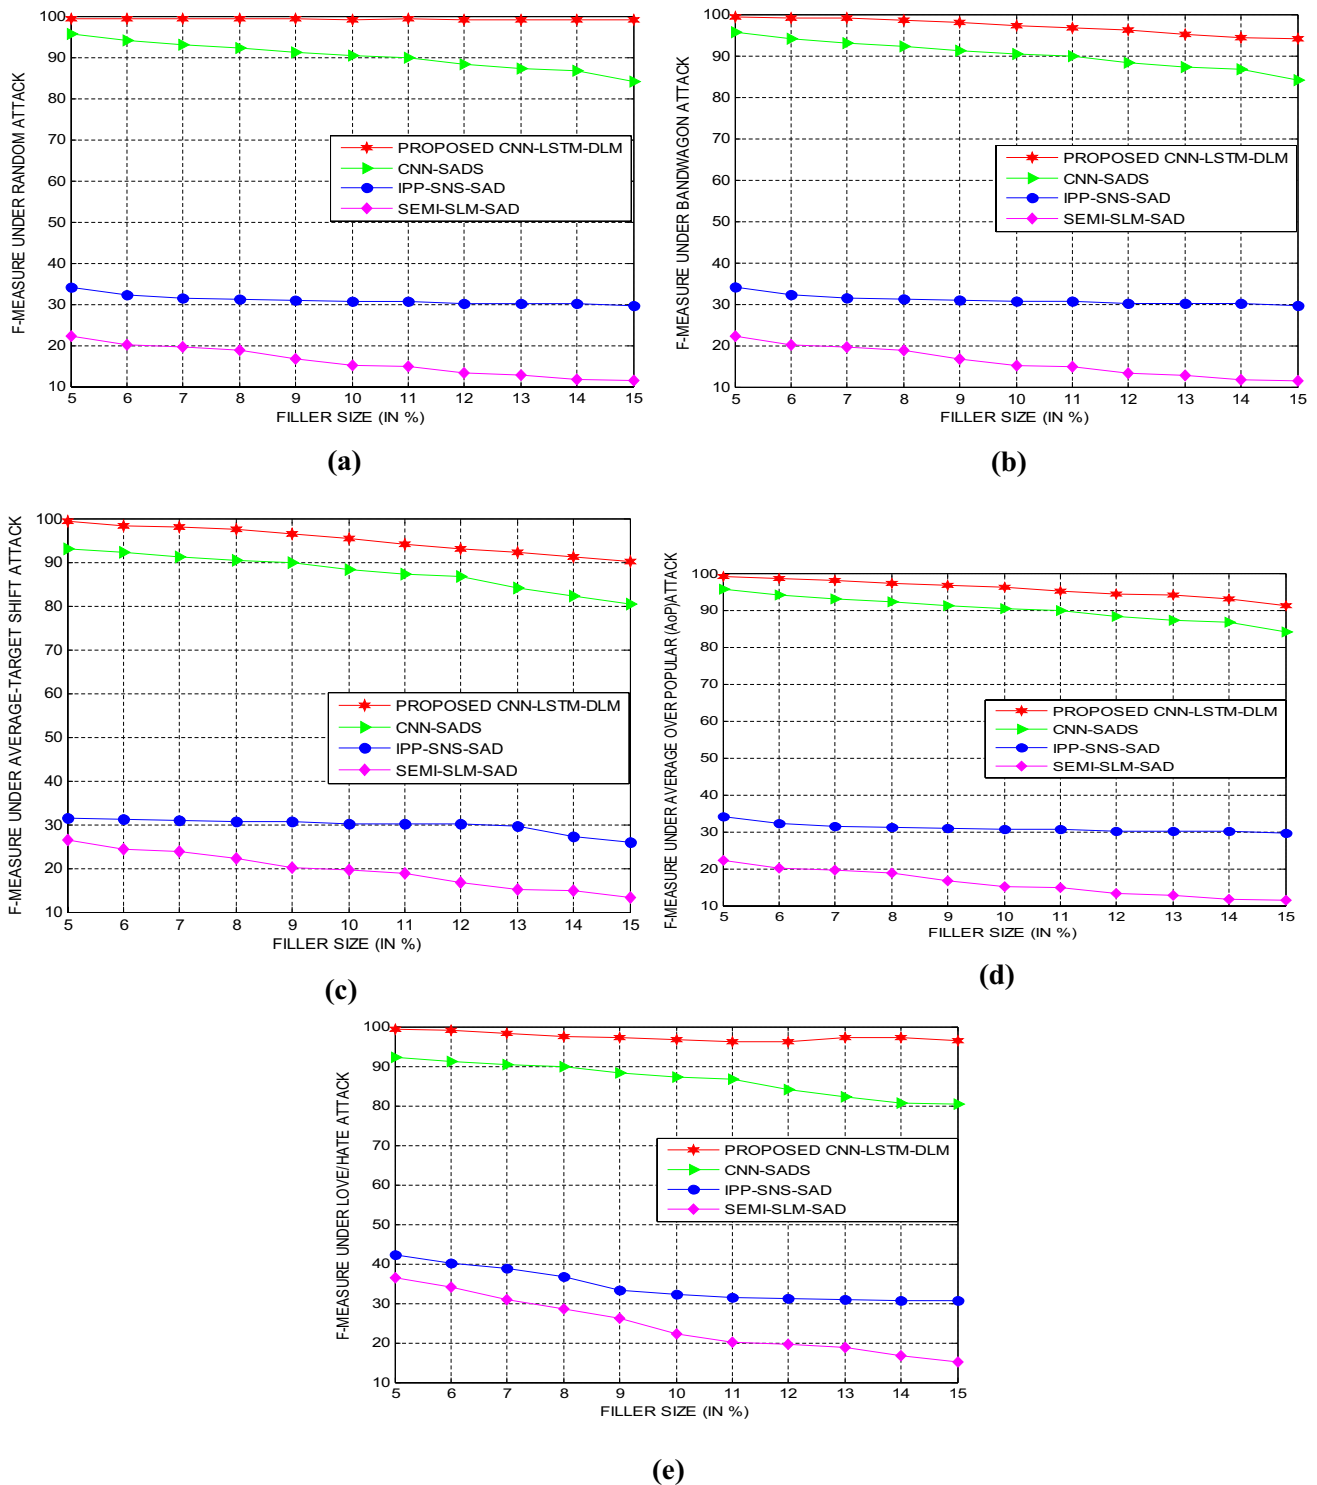 F-MEASURE UNDER RANDOM ATTACK
100
90
80
70
60
50
40
30
20
10
PROPOSED CNN-LSTM-DLM
CNN-SADS
IPP-SNS-SAD
SEMI-SLM-SAD
5 6 7 8 9 10 11 12 13 14 15
FILLER SIZE (IN %)
(a)
F-MEASURE UNDER BANDWAGON ATTACK
100
90
80
70
60
50
40
30
20
10
PROPOSED CNN-LSTM-DLM
CNN-SADS
IPP-SNS-SAD
SEMI-SLM-SAD
5 6 7 8 9 10 11 12 13 14 15
FILLER SIZE (IN %)
(b)
F-MEASURE UNDER AVERAGE-TARGET SHIFT ATTACK
100
90
80
70
60
50
40
30
20
10
PROPOSED CNN-LSTM-DLM
CNN-SADS
IPP-SNS-SAD
SEMI-SLM-SAD
5 6 7 8 9 10 11 12 13 14 15
FILLER SIZE (IN %)
(c)
F-MEASURE UNDER AVERAGE OVER POPULAR (AoP)ATTACK
100
90
80
70
60
50
40
30
20
10
PROPOSED CNN-LSTM-DLM
CNN-SADS
IPP-SNS-SAD
SEMI-SLM-SAD
5 6 7 8 9 10 11 12 13 14 15
FILLER SIZE (IN %)
(d)
F-MEASURE UNDER LOVE/HATE ATTACK
100
90
80
70
60
50
40
30
20
10
PROPOSED CNN-LSTM-DLM
CNN-SADS
IPP-SNS-SAD
SEMI-SLM-SAD
5 6 7 8 9 10 11 12 13 14 15
FILLER SIZE (IN %)
(e)